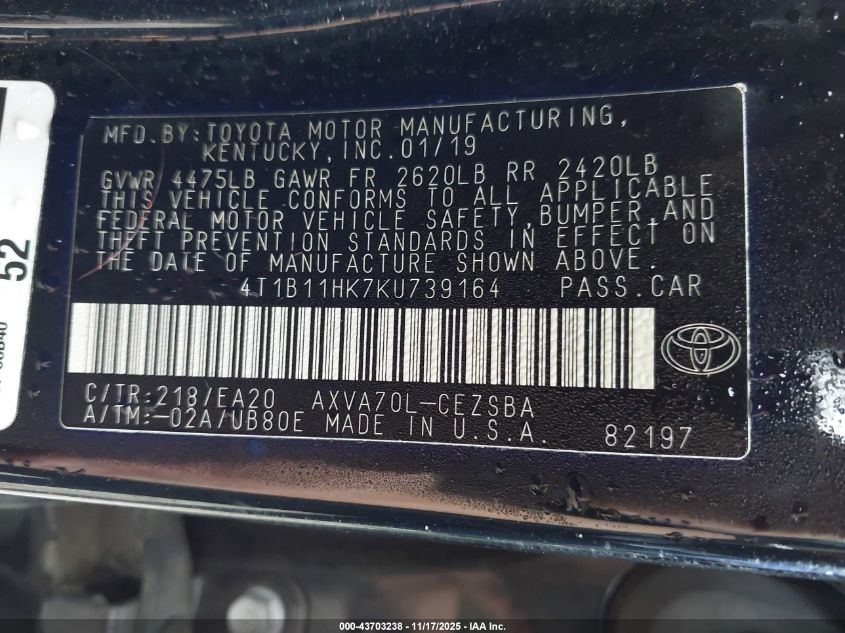 MFD.BY:TOYOTA MOTOR MANUFACTURING,
KENTUCKY,INC.01/19
GVWR 4475LB GAWR FR 2620LB RR 2420LB
THIS VEHICLE CONFORMS TO ALL APPLICABLE
FEDERAL MOTOR VEHICLE SAFETY,BUMPER,AND
THEFT PREVENTION STANDARDS IN EFFECT ON
THE DATE OF MANUFACTURE SHOWN ABOVE.
4T1B11HK7KU739164 PASS.CAR
C/TR:218/EA20 AXVA70L-CEZSBA
A/TM:-02A/UB80E MADE IN U.S.A. 82197
52
000-43703238 - 11/17/2025 - IAA Inc.